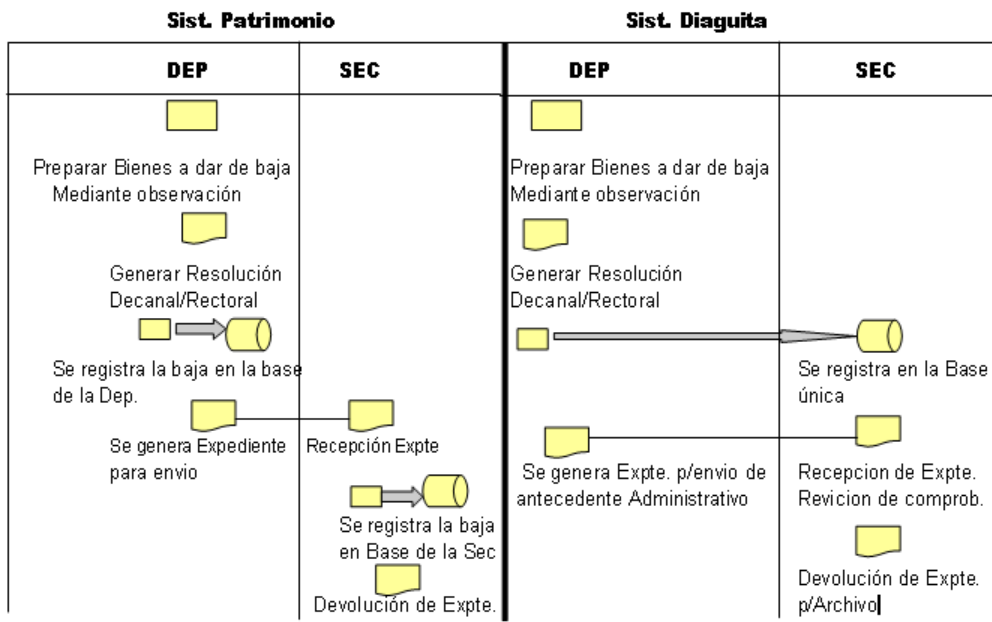 Sist. Patrimonio
DEP
SEC
Preparar Bienes a dar de baja
Mediante observación
Generar Resolución
Decanal/Rectoral
Se registra la baja en la base
de la Dep.
Se genera Expediente
para envio
Recepción Expte
Se registra la baja
en Base de la Sec
Devolución de Expte.
Sist. Diaguita
DEP
SEC
Preparar Bienes a dar de baja
Mediante observación
Generar Resolución
Decanal/Rectoral
Se registra en la Base
única
Se genera Expte. p/envio de
antecedente Administrativo
Recepcion de Expte.
Revicion de comprob.
Devolución de Expte.
p/Archivo